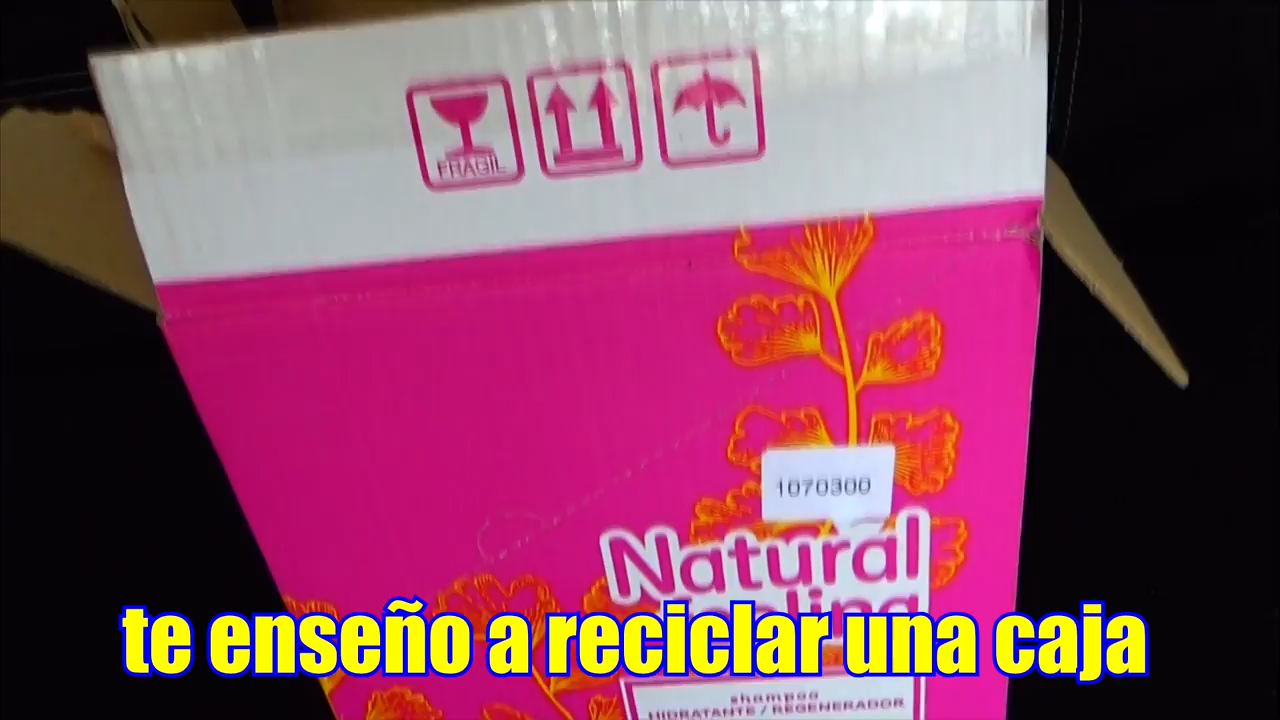 FRAGIL
1070300
Natural
te enseño a reciclar una caja
shampoo
HIDRATANTE / REGENERADOR